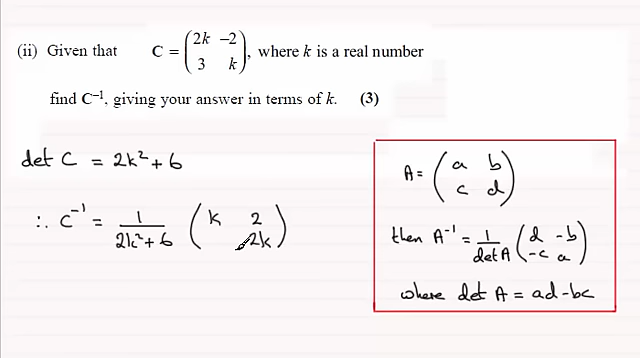 (ii) Given that C = (2k −2
3 k), where k is a real number
find C⁻¹, giving your answer in terms of k. (3)
det C = 2k² + 6
∴ C⁻¹ = 1/(2k²+6) (k 2
2k)
A = (a b
c d)
then A⁻¹ = 1/det A (d −b
−c a)
where det A = ad − bc